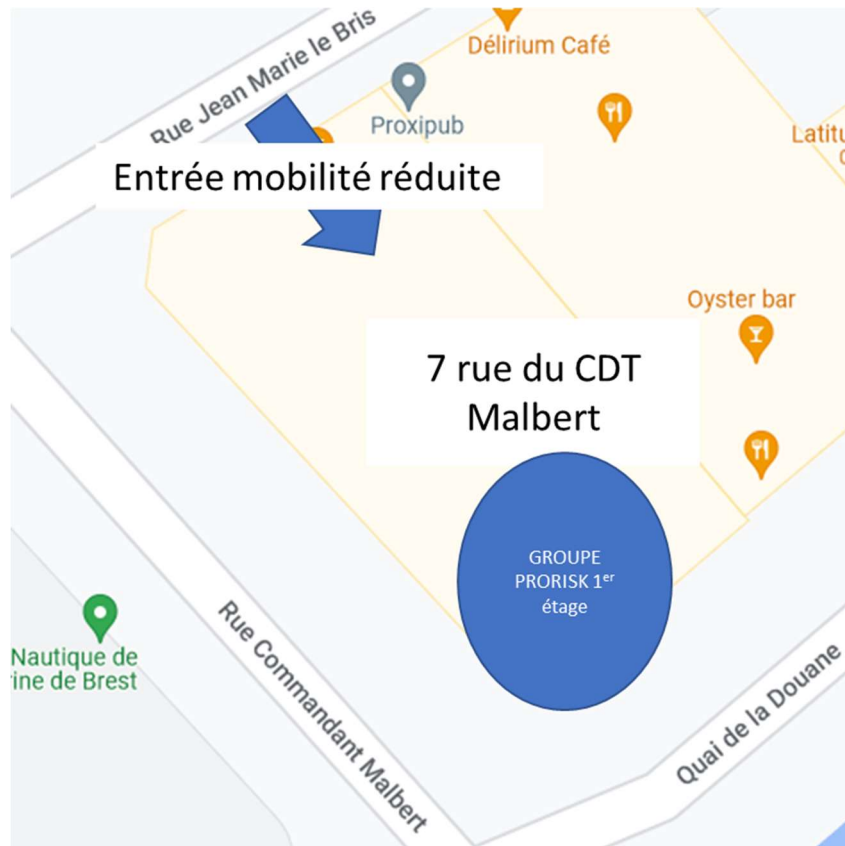 Délirium Café
Rue Jean Marie le Bris
Proxipub
Latitu
Entrée mobilité réduite
Oyster bar
7 rue du CDT
Malbert
GROUPE
PRORISK 1er
étage
Nautique de
rine de Brest
Rue Commandant Malbert
Quai de la Douane